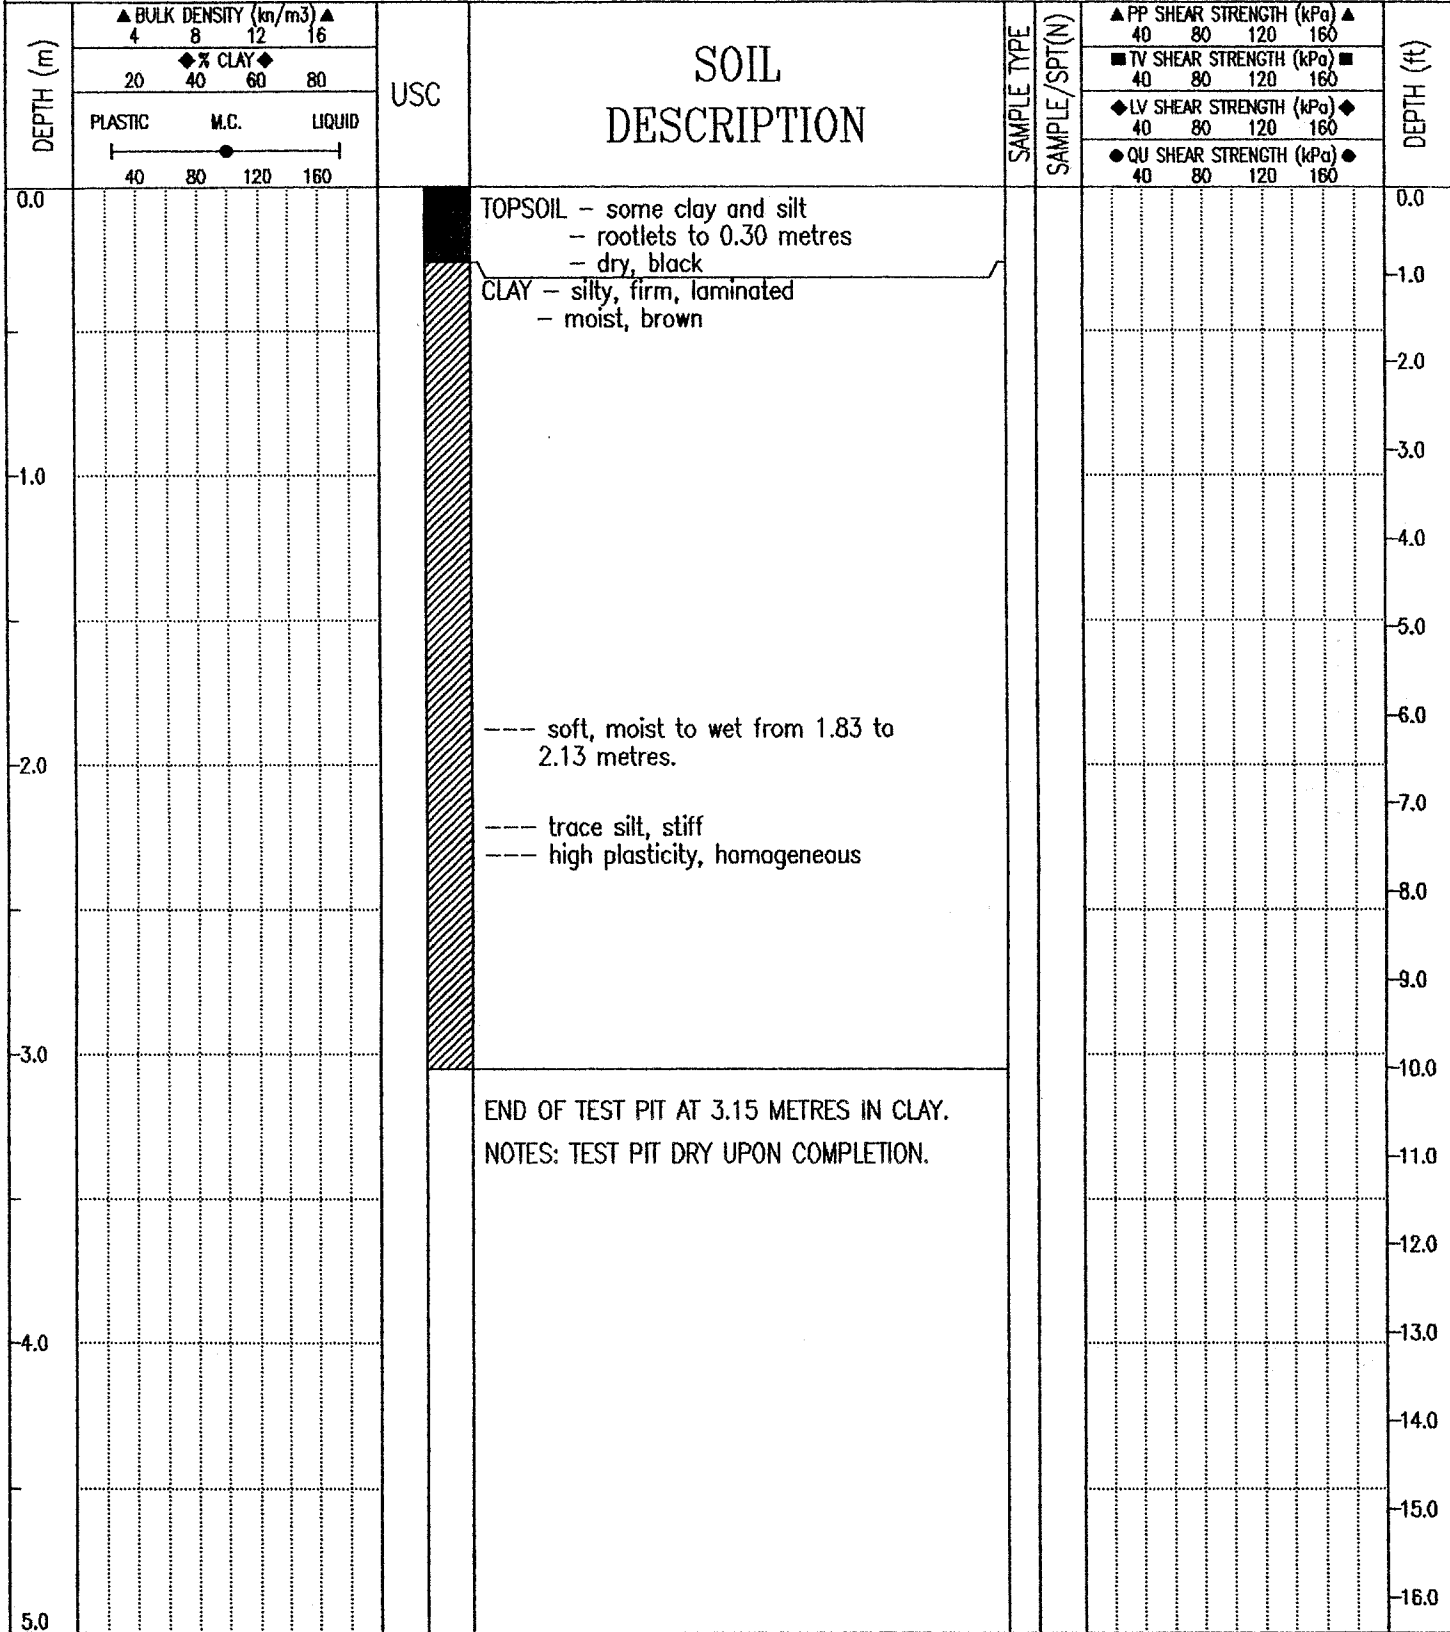 DEPTH (m)
▲ BULK DENSITY (kn/m3) ▲
4 8 12 16
◆ % CLAY ◆
20 40 60 80
PLASTIC M.C. LIQUID
40 80 120 160
USC
SOIL
DESCRIPTION
SAMPLE TYPE
SAMPLE/SPT(N)
▲ PP SHEAR STRENGTH (kPa) ▲
40 80 120 160
■ TV SHEAR STRENGTH (kPa) ■
40 80 120 160
◆ LV SHEAR STRENGTH (kPa) ◆
40 80 120 160
● QU SHEAR STRENGTH (kPa) ●
40 80 120 160
DEPTH (ft)
0.0
1.0
2.0
3.0
4.0
5.0
TOPSOIL – some clay and silt
– rootlets to 0.30 metres
– dry, black
CLAY – silty, firm, laminated
– moist, brown
––– soft, moist to wet from 1.83 to
2.13 metres.
––– trace silt, stiff
––– high plasticity, homogeneous
END OF TEST PIT AT 3.15 METRES IN CLAY.
NOTES: TEST PIT DRY UPON COMPLETION.
0.0
1.0
2.0
3.0
4.0
5.0
6.0
7.0
8.0
9.0
10.0
11.0
12.0
13.0
14.0
15.0
16.0